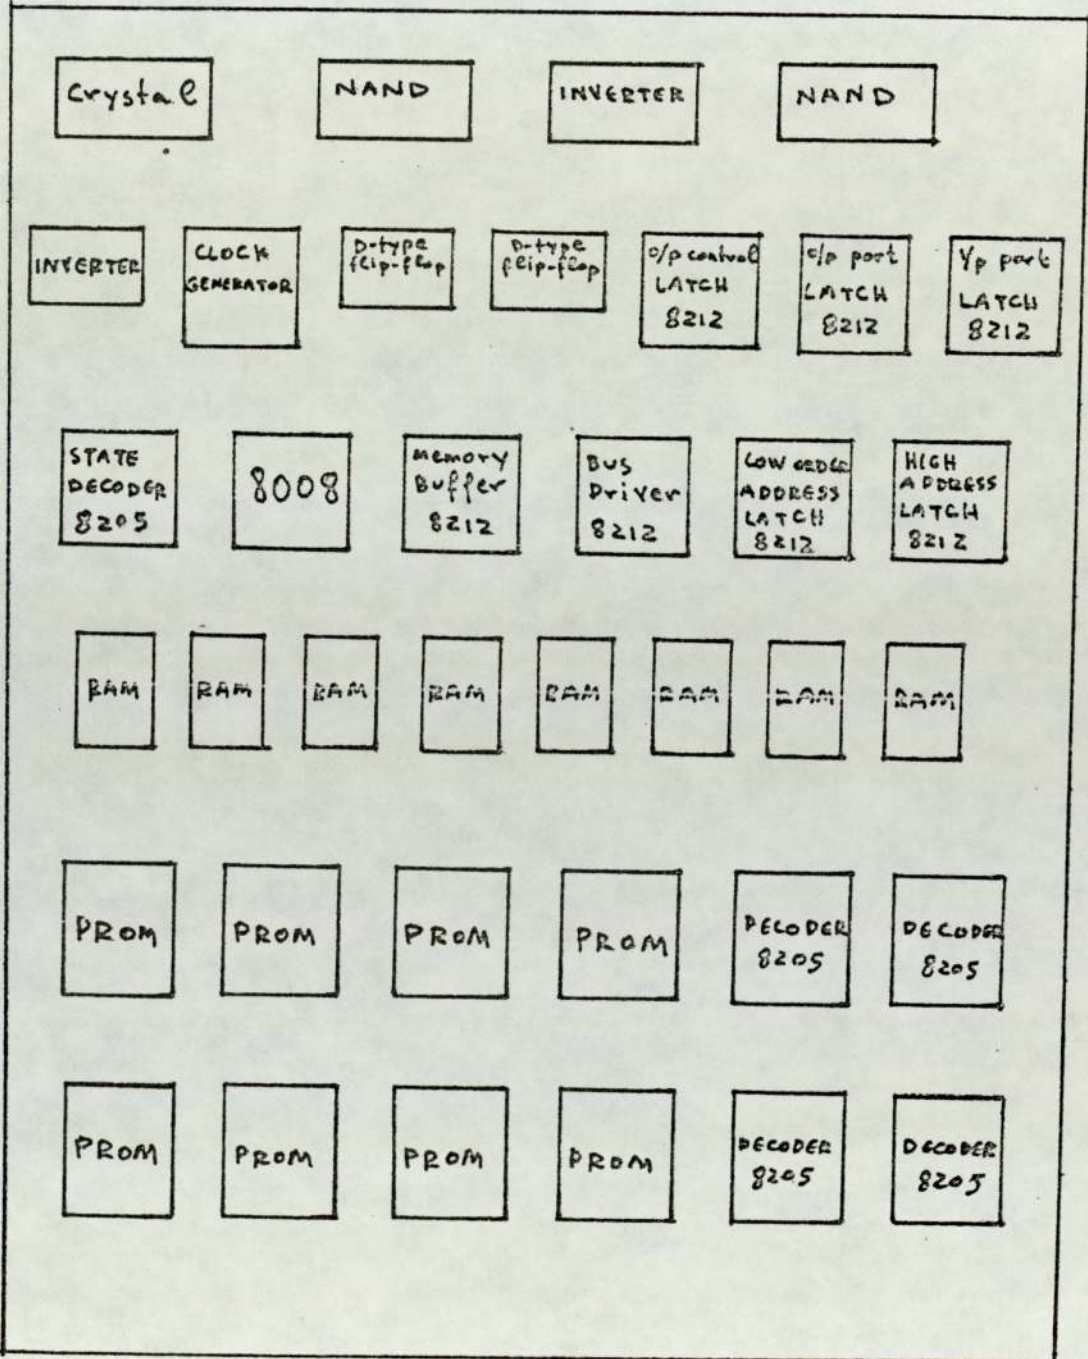 Crystal
NAND
INVERTER
NAND
INVERTER
CLOCK
GENERATOR
D-type
flip-flop
D-type
flip-flop
o/p control
LATCH
8212
o/p port
LATCH
8212
I/p port
LATCH
8212
STATE
DECODER
8205
8008
Memory
Buffer
8212
Bus
Driver
8212
LOW ORDER
ADDRESS
LATCH
8212
HIGH
ADDRESS
LATCH
8212
RAM
RAM
RAM
RAM
RAM
RAM
RAM
RAM
PROM
PROM
PROM
PROM
DECODER
8205
DECODER
8205
PROM
PROM
PROM
PROM
DECODER
8205
DECODER
8205